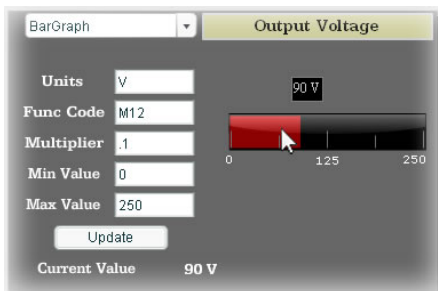 BarGraph
Output Voltage
Units V
90 V
Func Code M12
Multiplier .1
0 125 250
Min Value 0
Max Value 250
Update
Current Value 90 V